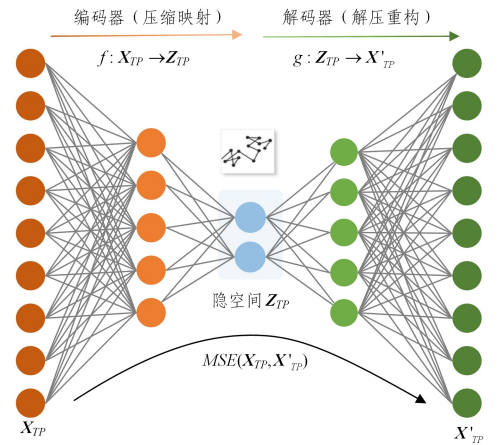 编码器（压缩映射） 解码器（解压重构）
f : X_TP →Z_TP g : Z_TP →X'_TP
隐空间 Z_TP
MSE(X_TP, X'_TP)
X_TP X'_TP